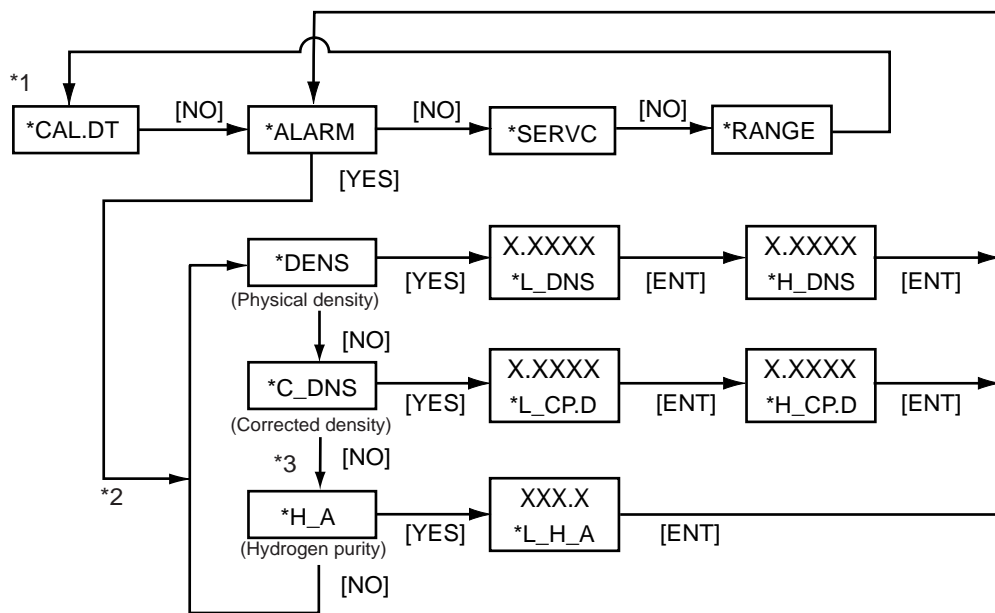 *1
[NO] [NO] [NO]
*CAL.DT *ALARM *SERVC *RANGE
[YES]
*DENS X.XXXX X.XXXX
*L_DNS *H_DNS
(Physical density) [YES] [ENT] [ENT]
[NO]
*C_DNS X.XXXX X.XXXX
*L_CP.D *H_CP.D
(Corrected density) [YES] [ENT] [ENT]
*3 [NO]
*2
*H_A XXX.X
*L_H_A
(Hydrogen purity) [YES] [ENT]
[NO]